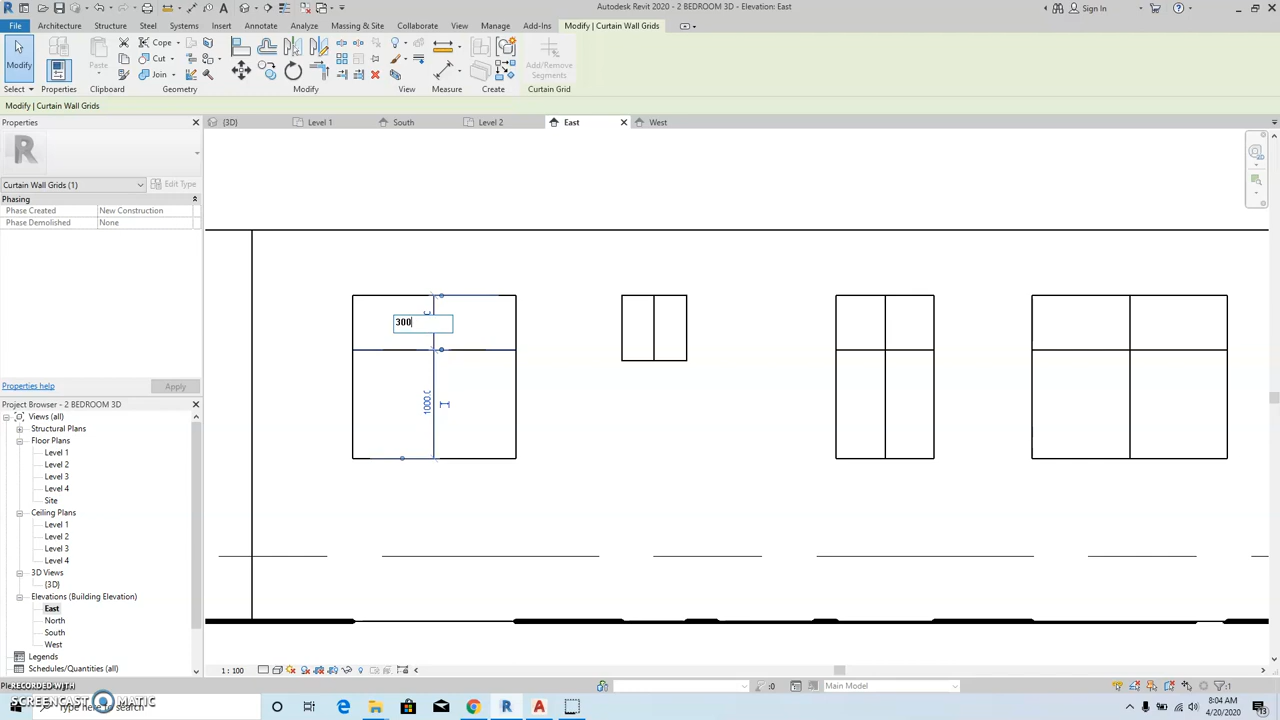 Autodesk Revit 2020 - 2 BEDROOM 3D - Elevation: East
Sign In
File Architecture Structure Steel Systems Insert Annotate Analyze Massing & Site Collaborate View Manage Add-Ins Modify | Curtain Wall Grids
Modify
Select
Properties
Paste
Clipboard
Cope
Cut
Join
Geometry
Modify
View
Measure
Create
Add/Remove
Segments
Curtain Grid
Modify | Curtain Wall Grids
Properties
{3D} Level 1 South Level 2 East West
Curtain Wall Grids (1) Edit Type
Phasing
Phase Created New Construction
Phase Demolished None
300
1000.0
Properties help Apply
Project Browser - 2 BEDROOM 3D
Views (all)
Structural Plans
Floor Plans
Level 1
Level 2
Level 3
Level 4
Site
Ceiling Plans
Level 1
Level 2
Level 3
Level 4
3D Views
{3D}
Elevations (Building Elevation)
East
North
South
West
Legends
Schedules/Quantities (all)
1 : 100
RECORDED WITH
SCREENCAST MATIC
:0 Main Model :1
8:04 AM
4/20/2020